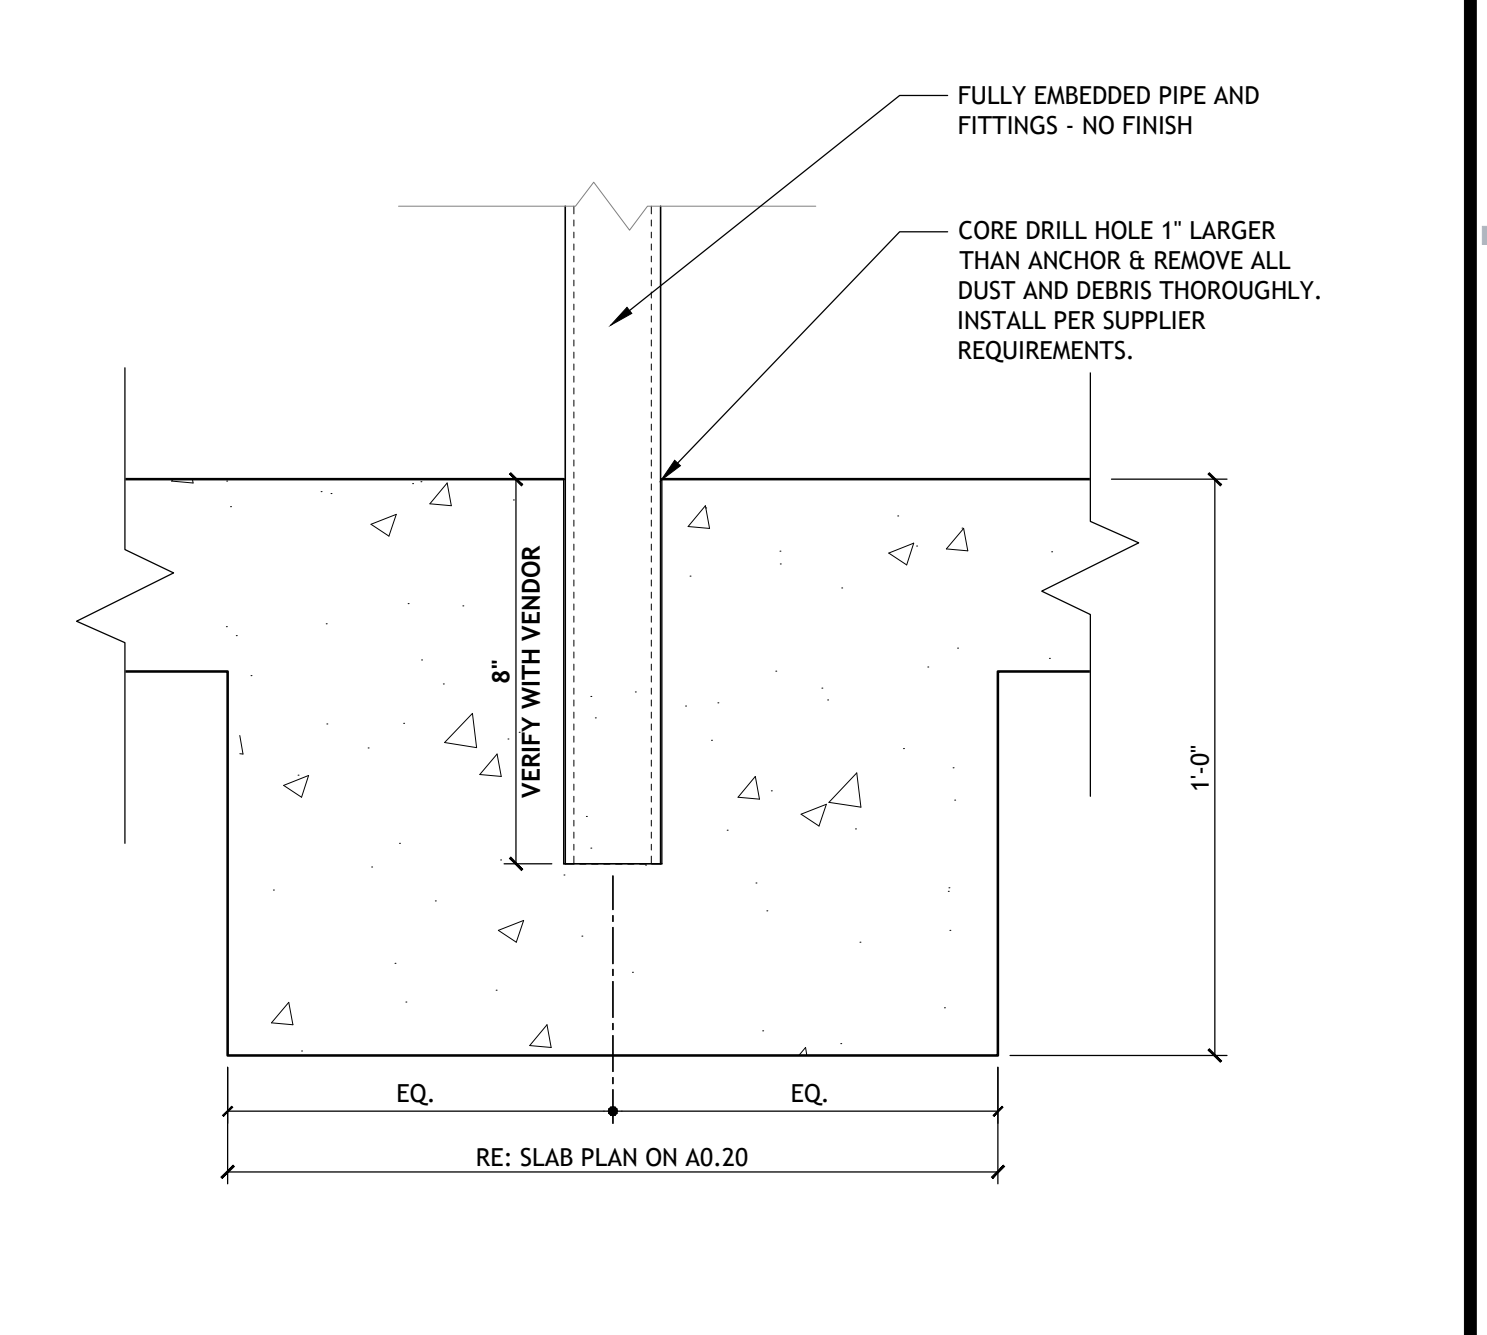 FULLY EMBEDDED PIPE AND
FITTINGS - NO FINISH
CORE DRILL HOLE 1" LARGER
THAN ANCHOR & REMOVE ALL
DUST AND DEBRIS THOROUGHLY.
INSTALL PER SUPPLIER
REQUIREMENTS.
8"
VERIFY WITH VENDOR
1'-0"
EQ.
EQ.
RE: SLAB PLAN ON A0.20